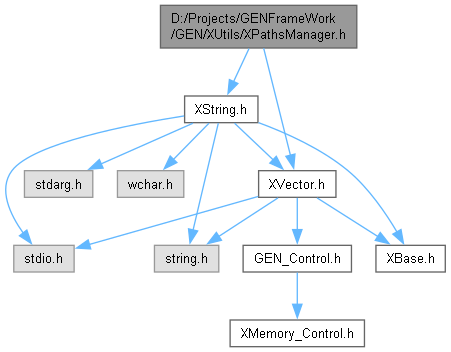 D:/Projects/GENFrameWork
/GEN/XUtils/XPathsManager.h
XString.h
stdarg.h
wchar.h
XVector.h
stdio.h
string.h
GEN_Control.h
XBase.h
XMemory_Control.h